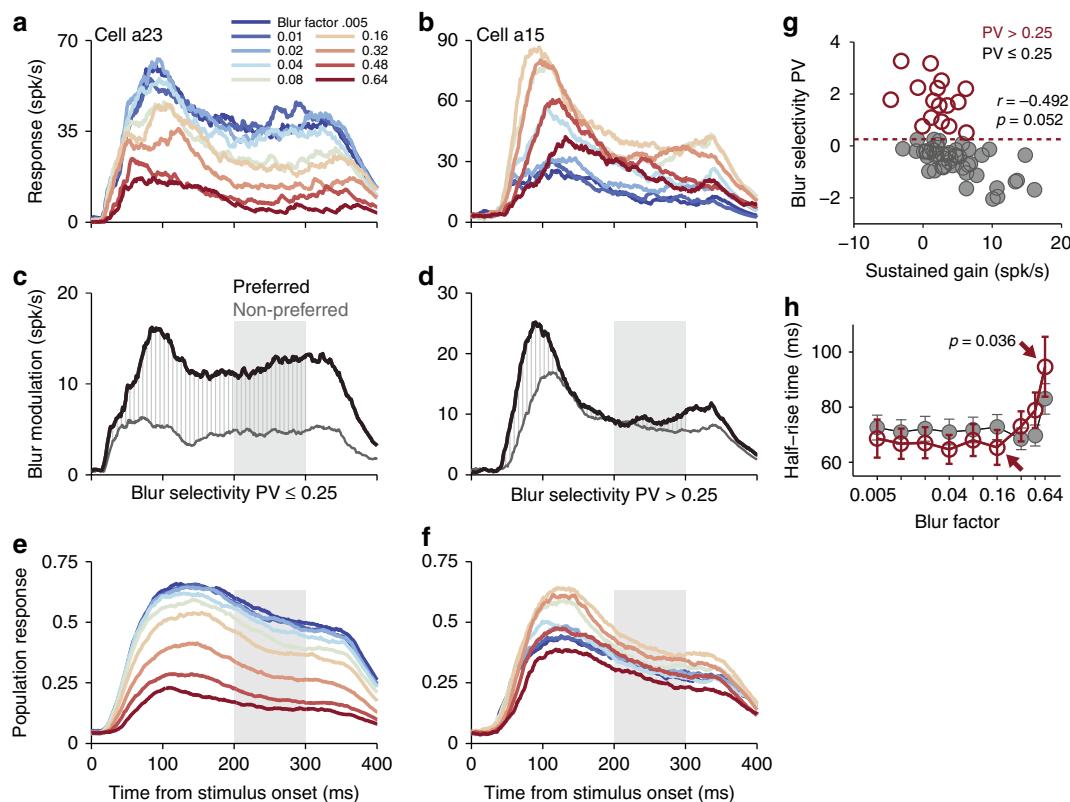 a
Cell a23
Blur factor .005
0.01
0.02
0.04
0.08
0.16
0.32
0.48
0.64
Response (spk/s)
70
35
0
b
Cell a15
90
60
30
0
g
PV > 0.25
PV ≤ 0.25
r = −0.492
p = 0.052
Blur selectivity PV
4
2
0
−2
−10
0
10
20
Sustained gain (spk/s)
c
Preferred
Non-preferred
Blur modulation (spk/s)
20
10
0
Blur selectivity PV ≤ 0.25
d
30
20
10
0
Blur selectivity PV > 0.25
h
p = 0.036
Half−rise time (ms)
100
80
60
0.005
0.04
0.16
0.64
Blur factor
e
Population response
0.75
0.5
0.25
0
0
100
200
300
400
Time from stimulus onset (ms)
f
0.75
0.5
0.25
0
0
100
200
300
400
Time from stimulus onset (ms)